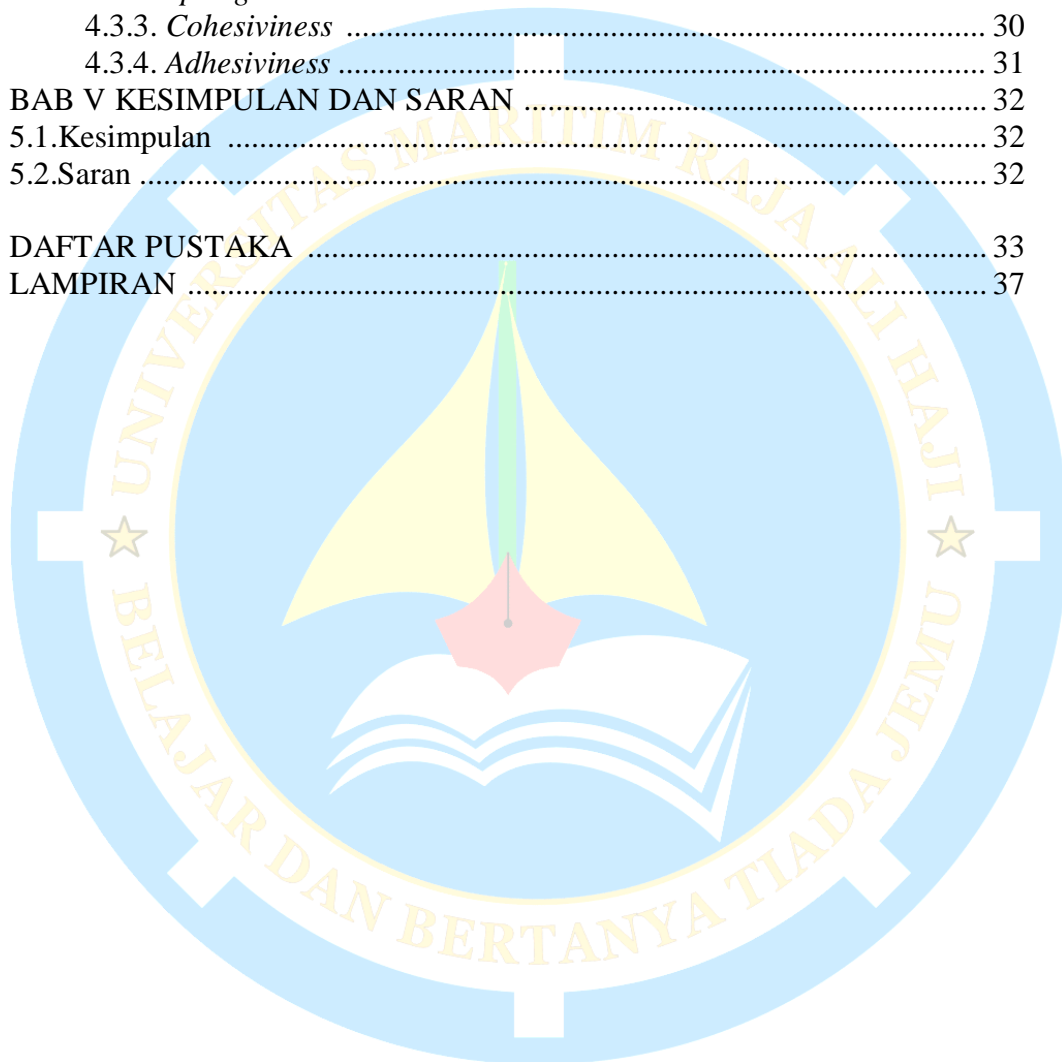 4.3.3. Cohesiviness ........................................................................................ 30
4.3.4. Adhesiviness ......................................................................................... 31
BAB V KESIMPULAN DAN SARAN ............................................................... 32
5.1.Kesimpulan ........................................................................................................ 32
5.2.Saran .................................................................................................................... 32
DAFTAR PUSTAKA ............................................................................................. 33
LAMPIRAN ............................................................................................................. 37
UNIVERSITAS MARITIM RAJA ALI HAJI
BELAJAR DAN BERTANYA TIADA JEMU